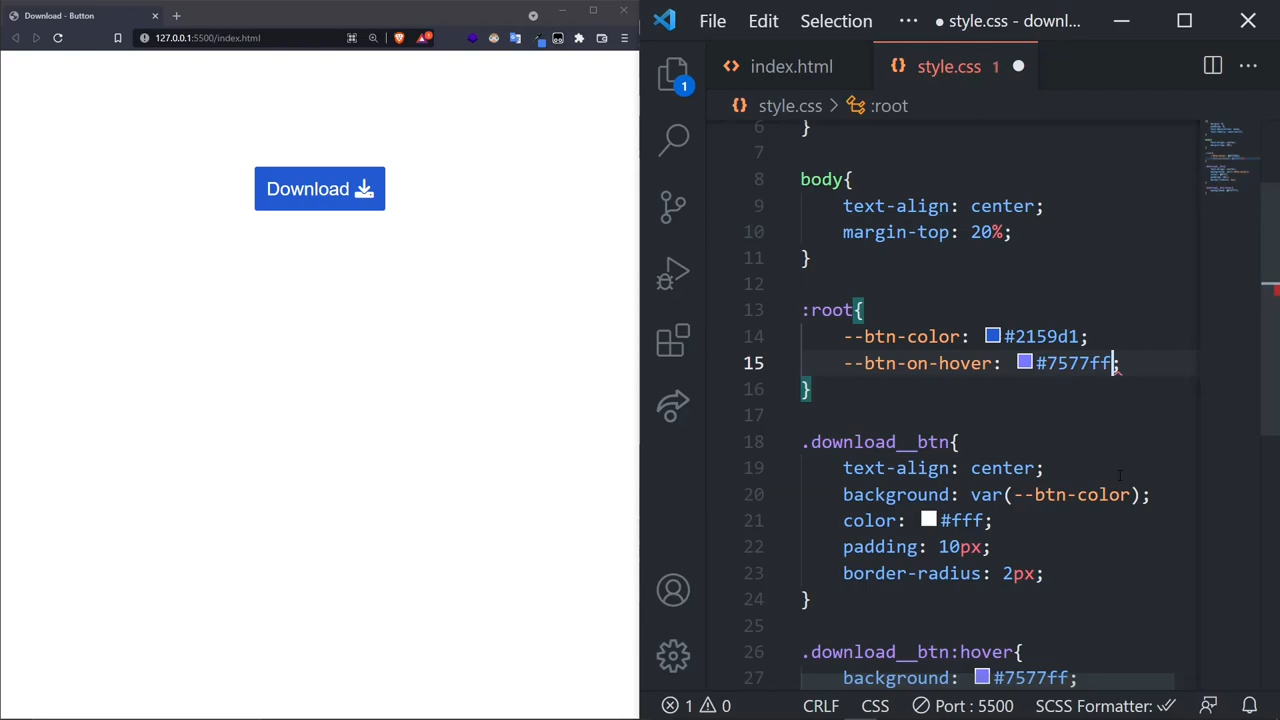 Download - Button
127.0.0.1:5500/index.html
Download
File Edit Selection ··· ● style.css - downl...
index.html
style.css 1
style.css > :root
1
6 }
7
8 body{
9 text-align: center;
10 margin-top: 20%;
11 }
12
13 :root{
14 --btn-color: #2159d1;
15 --btn-on-hover: #7577ff;
16 }
17
18 .download__btn{
19 text-align: center;
20 background: var(--btn-color);
21 color: #fff;
22 padding: 10px;
23 border-radius: 2px;
24 }
25
26 .download__btn:hover{
27 background: #7577ff;
1 0 CRLF CSS Port : 5500 SCSS Formatter: